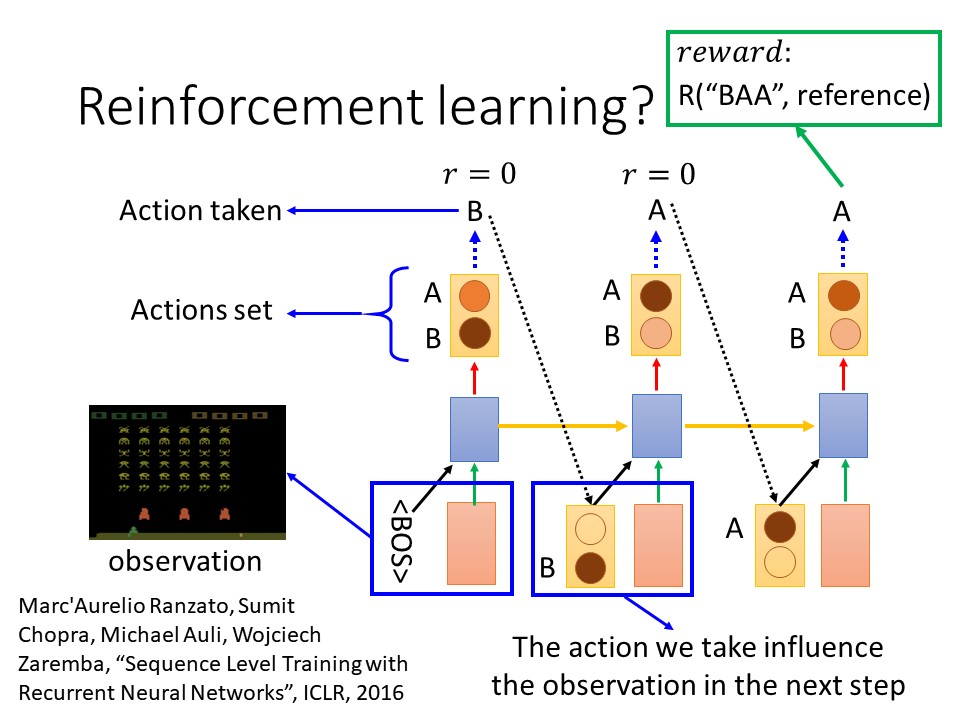 Reinforcement learning?
reward:
R(“BAA”, reference)
r = 0
r = 0
Action taken
B
A
A
Actions set
A
B
A
B
A
B
observation
<BOS>
B
A
Marc'Aurelio Ranzato, Sumit
Chopra, Michael Auli, Wojciech
Zaremba, “Sequence Level Training with
Recurrent Neural Networks”, ICLR, 2016
The action we take influence
the observation in the next step